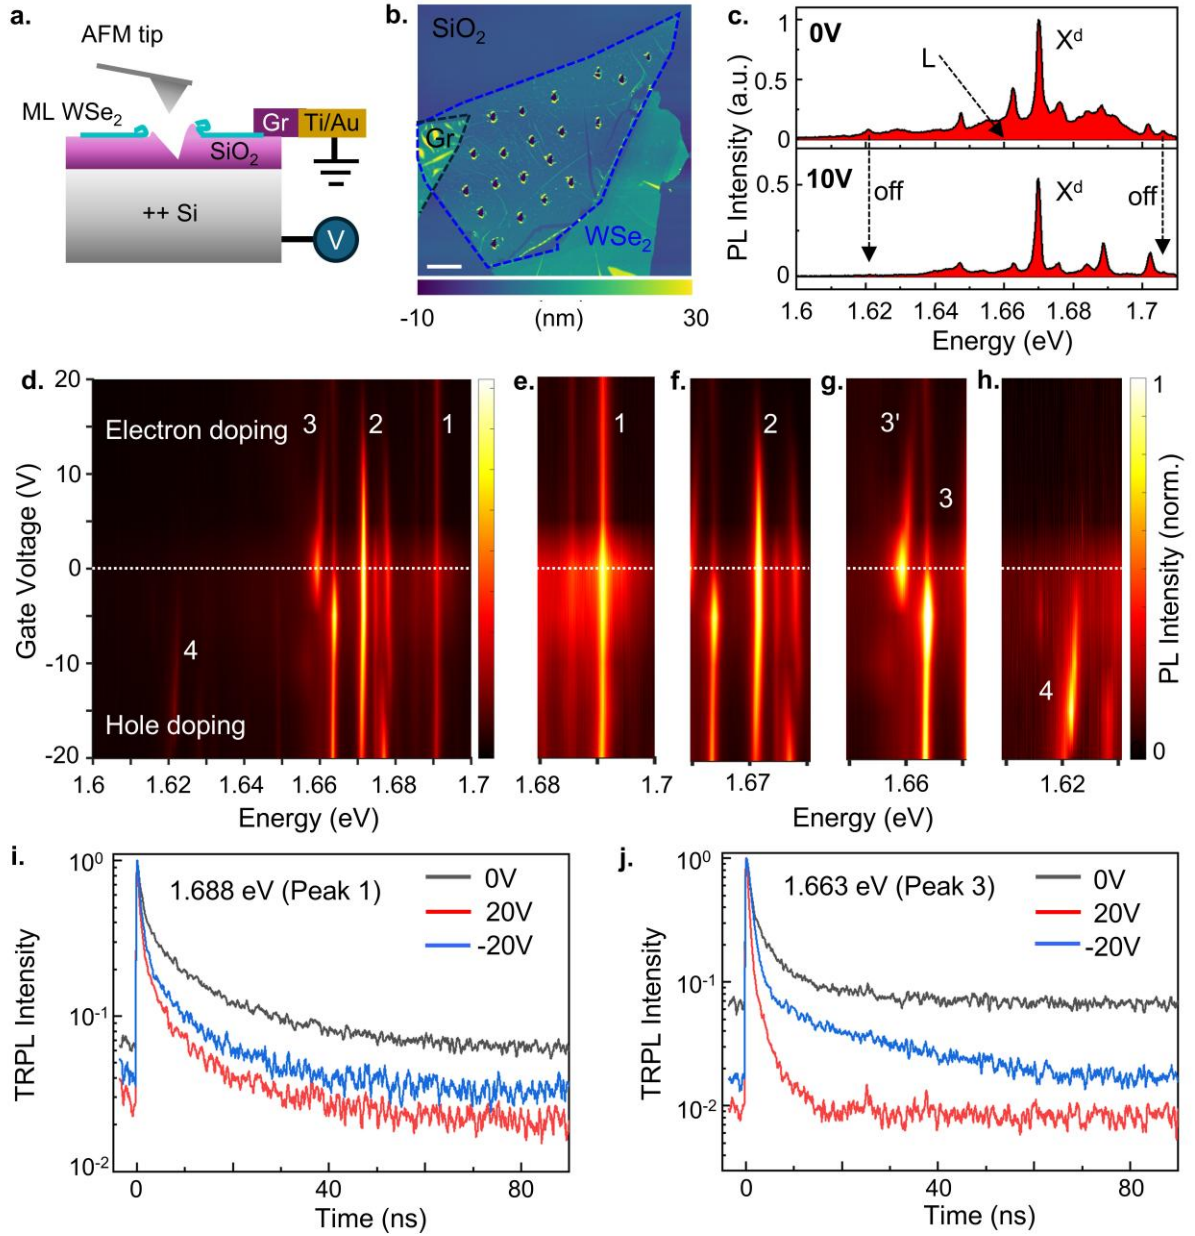 a.
AFM tip
ML WSe₂
Gr
Ti/Au
SiO₂
++ Si
V
b.
SiO₂
Gr
WSe₂
-10
(nm)
30
c.
0V
L
Xᵈ
1
0.5
0
10V
off
Xᵈ
off
0.5
0
PL Intensity (a.u.)
1.6
1.62
1.64
1.66
1.68
1.7
Energy (eV)
d.
20
10
0
-10
-20
Gate Voltage (V)
Electron doping
3
2
1
4
Hole doping
1.6
1.62
1.64
1.66
1.68
1.7
Energy (eV)
e.
1
1.68
1.7
f.
2
1.67
g.
3'
3
1.66
h.
4
1.62
Energy (eV)
1
0
PL Intensity (norm.)
i.
10⁰
10⁻¹
10⁻²
TRPL Intensity
1.688 eV (Peak 1)
0V
20V
-20V
0
40
80
Time (ns)
j.
10⁰
10⁻¹
10⁻²
TRPL Intensity
1.663 eV (Peak 3)
0V
20V
-20V
0
40
80
Time (ns)